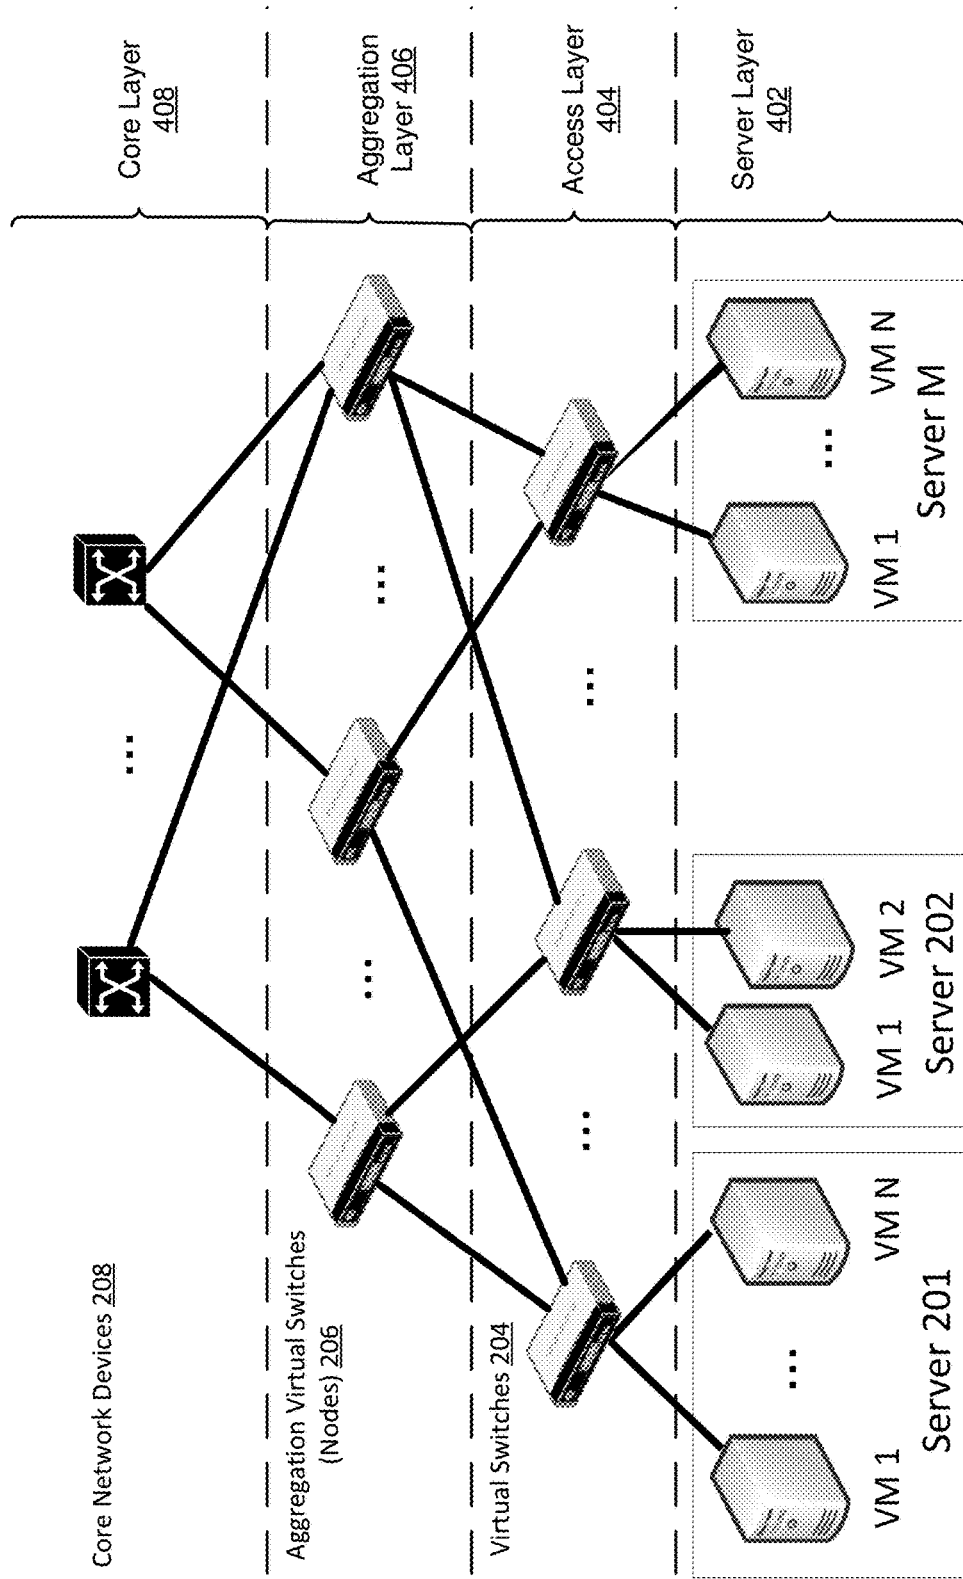 Core Network Devices 208
Core Layer
408
...
Aggregation Virtual Switches
(Nodes) 206
Aggregation
Layer 406
...
...
Virtual Switches 204
Access Layer
404
...
...
Server Layer
402
...
...
VM 1
VM N
VM 1
VM 2
VM 1
VM N
Server 201
Server 202
Server M